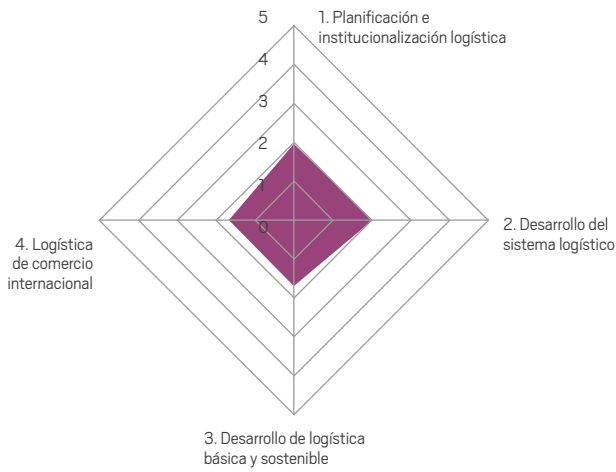 5
1. Planificación e
institucionalización logística
4
3
2
1
0
2. Desarrollo del
sistema logístico
4. Logística
de comercio
internacional
3. Desarrollo de logística
básica y sostenible